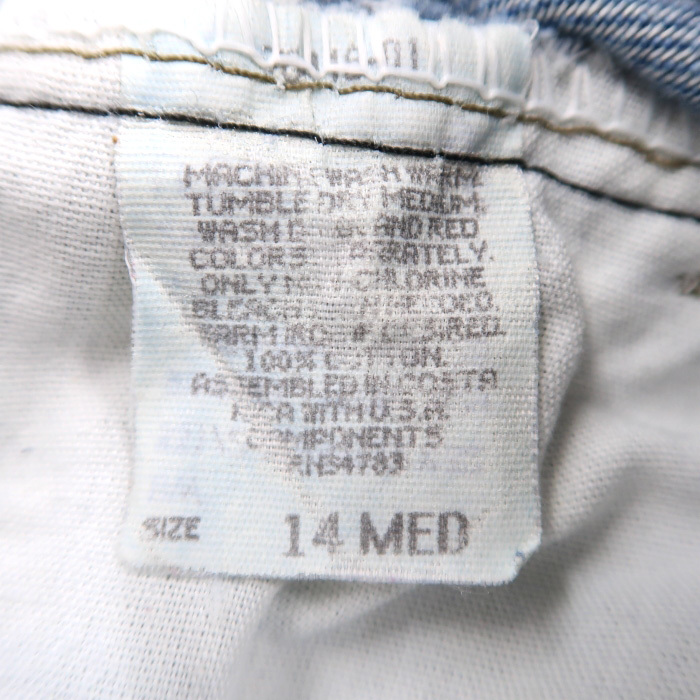 MACHINE WASH WARM.
TUMBLE DRY MEDIUM.
WASH AND RED
COLORS SEPARATELY.
ONLY NON-CHLORINE
BLEACH WHEN NEEDED.
WARM IRON IF DESIRED.
100% COTTON.
ASSEMBLED IN COSTA
RICA WITH U.S.A.
COMPONENTS
RN54783
SIZE 14 MED